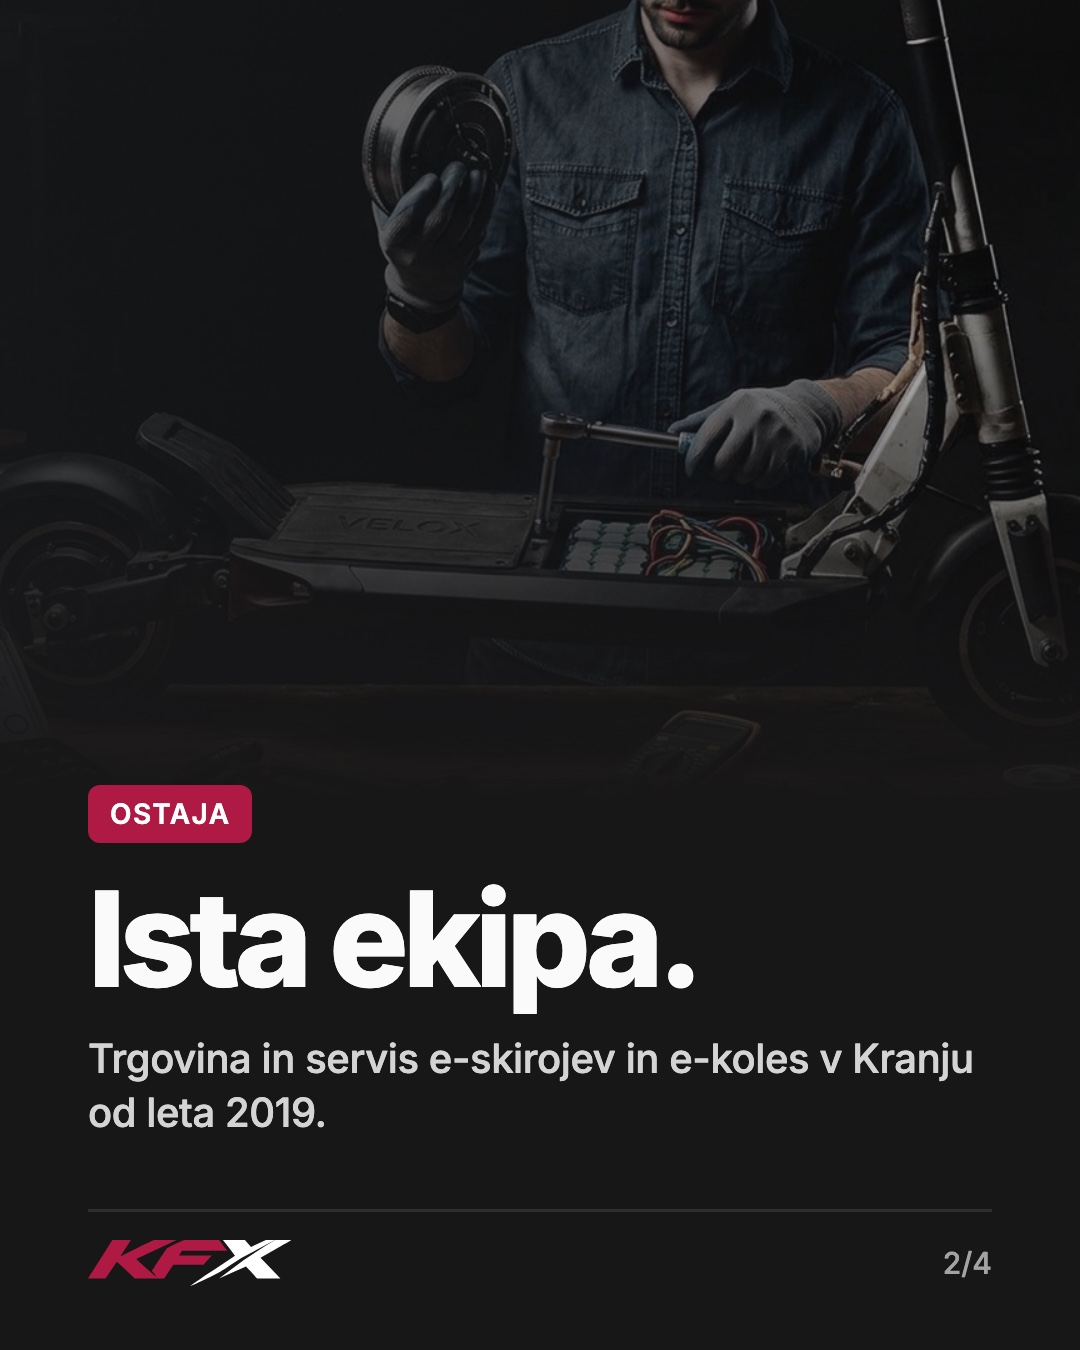 VELOX
OSTAJA
Ista ekipa.
Trgovina in servis e-skirojev in e-koles v Kranju
od leta 2019.
KFX
2/4